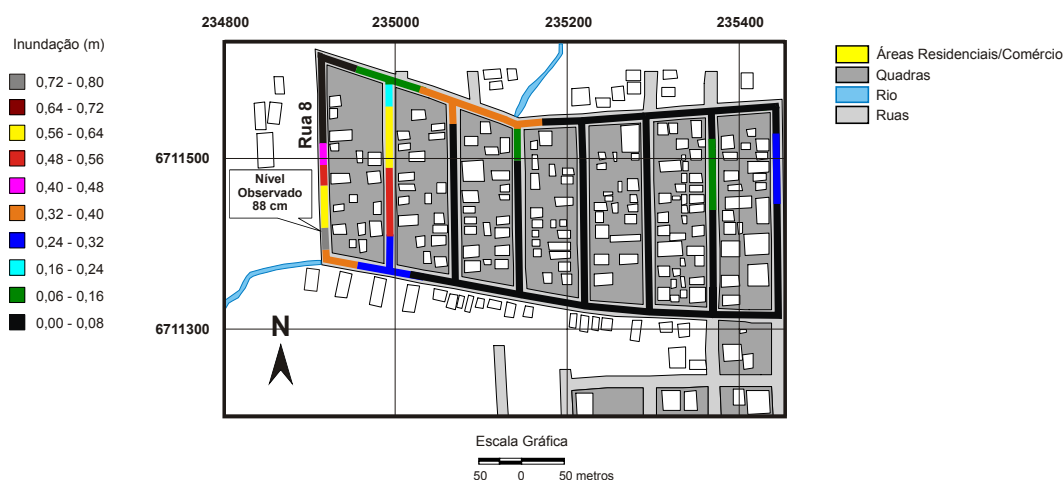 234800
235000
235200
235400
Inundação (m)
0,72 - 0,80
0,64 - 0,72
0,56 - 0,64
0,48 - 0,56
0,40 - 0,48
0,32 - 0,40
0,24 - 0,32
0,16 - 0,24
0,06 - 0,16
0,00 - 0,08
Áreas Residenciais/Comércio
Quadras
Rio
Ruas
Rua 8
6711500
Nível
Observado
88 cm
6711300
N
Escala Gráfica
50 0 50 metros